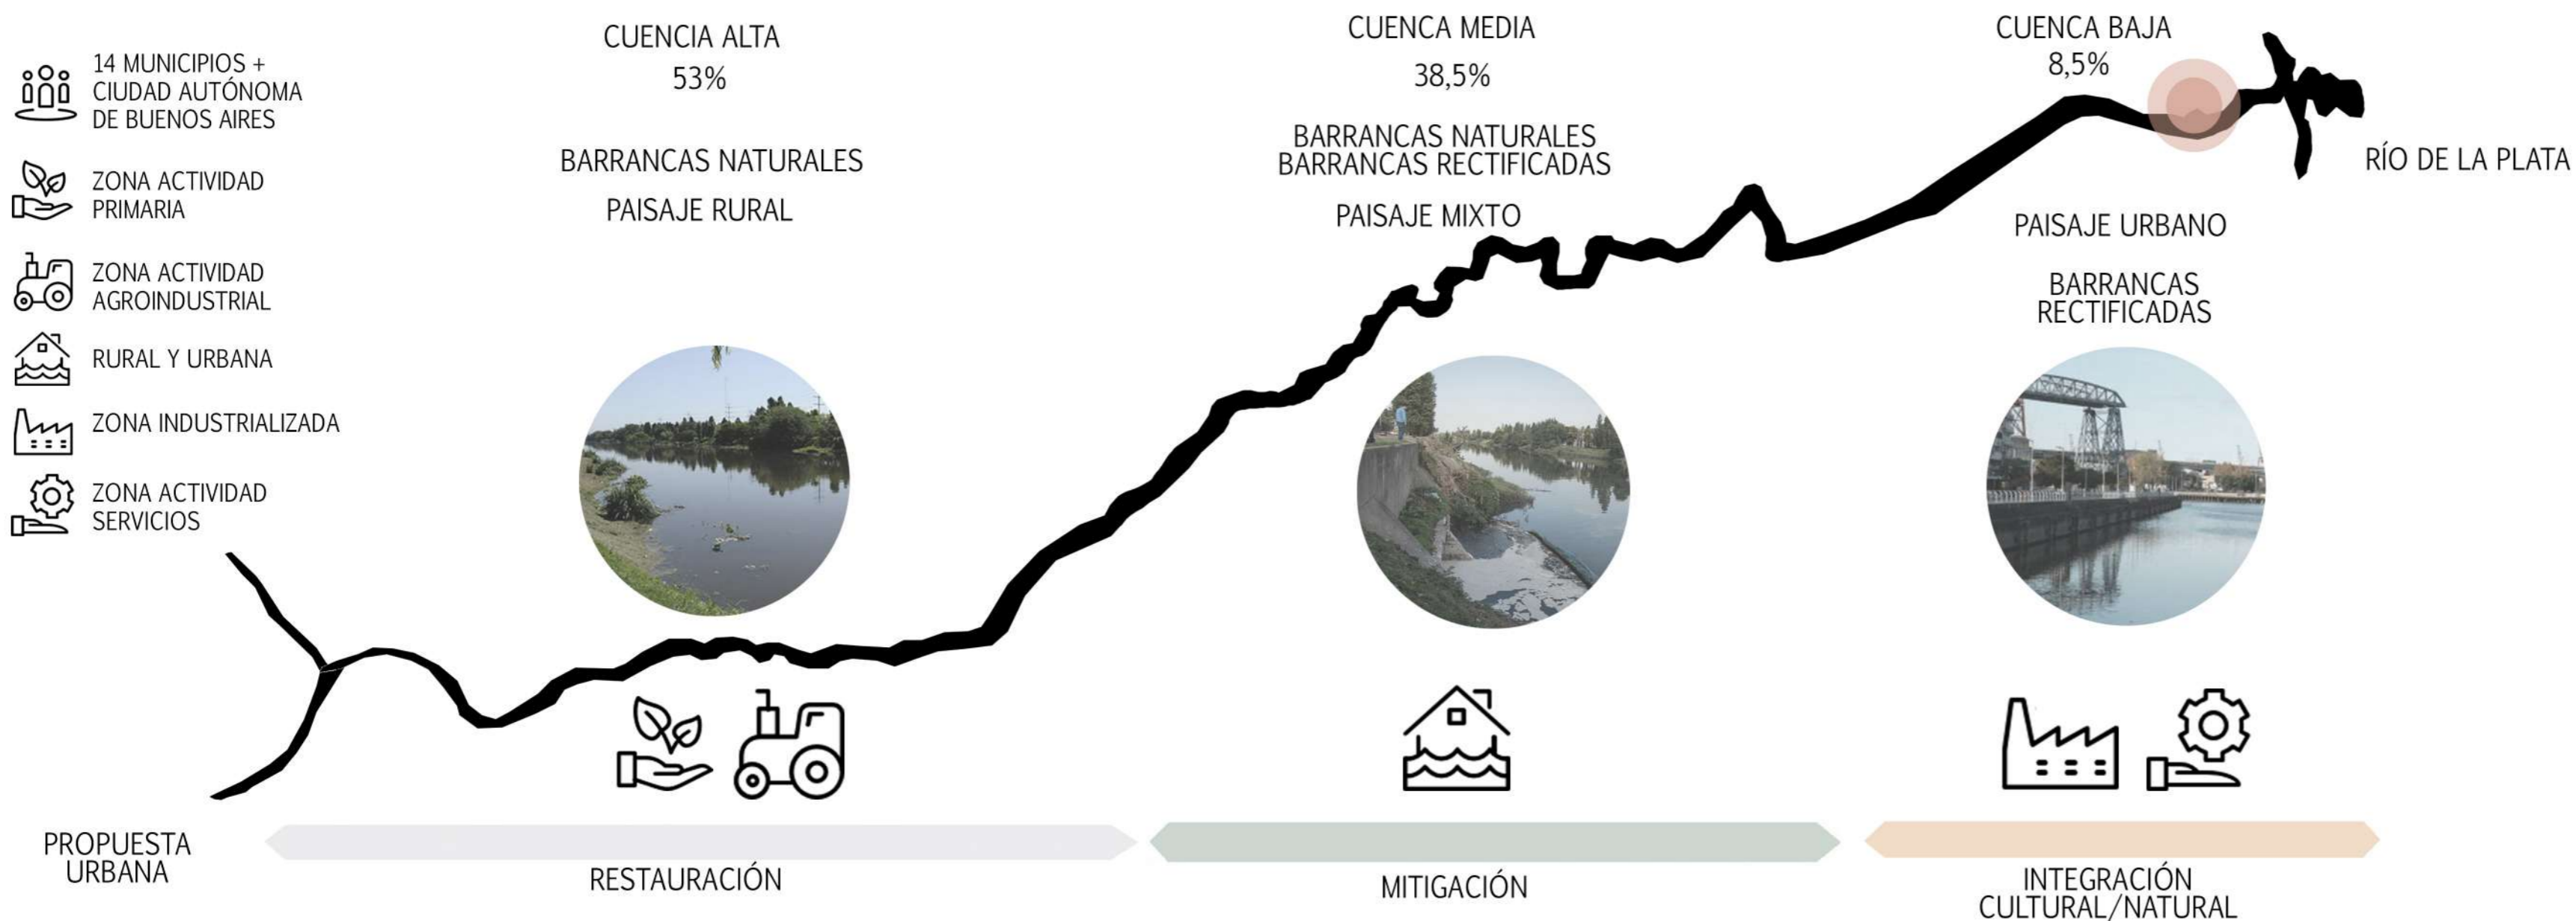 14 MUNICIPIOS +
CIUDAD AUTÓNOMA
DE BUENOS AIRES
ZONA ACTIVIDAD
PRIMARIA
ZONA ACTIVIDAD
AGROINDUSTRIAL
RURAL Y URBANA
ZONA INDUSTRIALIZADA
ZONA ACTIVIDAD
SERVICIOS
CUENCIA ALTA
53%
BARRANCAS NATURALES
PAISAJE RURAL
CUENCA MEDIA
38,5%
BARRANCAS NATURALES
BARRANCAS RECTIFICADAS
PAISAJE MIXTO
CUENCA BAJA
8,5%
RÍO DE LA PLATA
PAISAJE URBANO
BARRANCAS
RECTIFICADAS
PROPUESTA
URBANA
RESTAURACIÓN
MITIGACIÓN
INTEGRACIÓN
CULTURAL/NATURAL